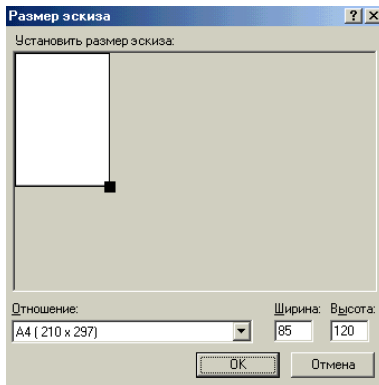 Размер эскиза
Установить размер эскиза:
Отношение: Ширина: Высота:
A4 ( 210 x 297) 85 120
OK Отмена